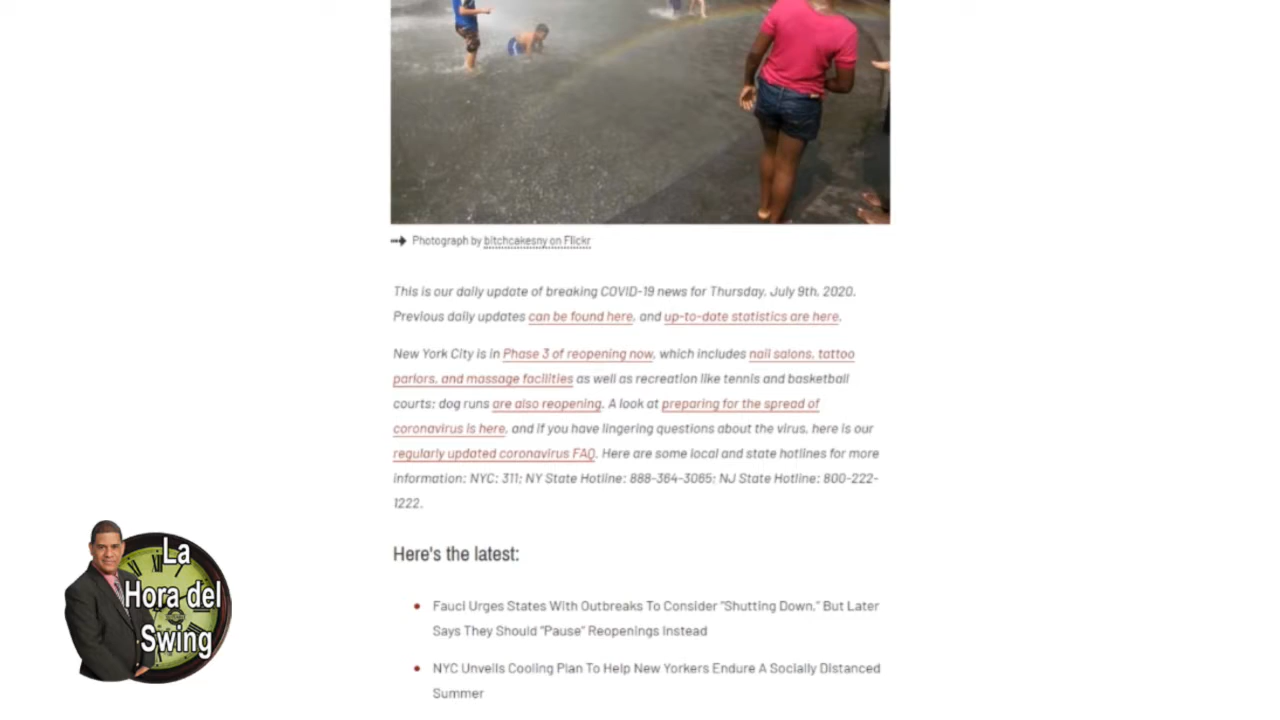 Photograph by bitchcakesny on Flickr
This is our daily update of breaking COVID-19 news for Thursday, July 9th, 2020.
Previous daily updates can be found here, and up-to-date statistics are here.
New York City is in Phase 3 of reopening now, which includes nail salons, tattoo
parlors, and massage facilities as well as recreation like tennis and basketball
courts; dog runs are also reopening. A look at preparing for the spread of
coronavirus is here, and if you have lingering questions about the virus, here is our
regularly updated coronavirus FAQ. Here are some local and state hotlines for more
information: NYC: 311; NY State Hotline: 888-364-3065; NJ State Hotline: 800-222-
1222.
Here's the latest:
Fauci Urges States With Outbreaks To Consider "Shutting Down," But Later
Says They Should "Pause" Reopenings Instead
NYC Unveils Cooling Plan To Help New Yorkers Endure A Socially Distanced
Summer
La
Hora del
Swing